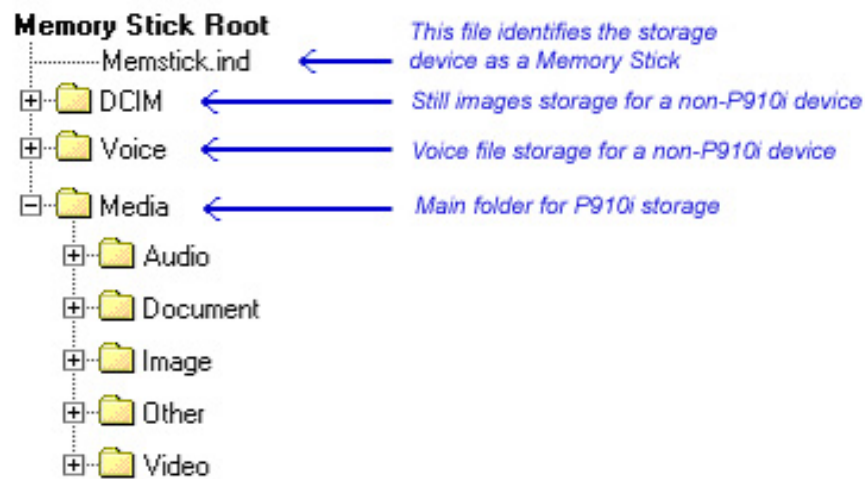 Memory Stick Root
This file identifies the storage
Memstick.ind
device as a Memory Stick
DCIM
Still images storage for a non-P910i device
Voice
Voice file storage for a non-P910i device
Media
Main folder for P910i storage
Audio
Document
Image
Other
Video